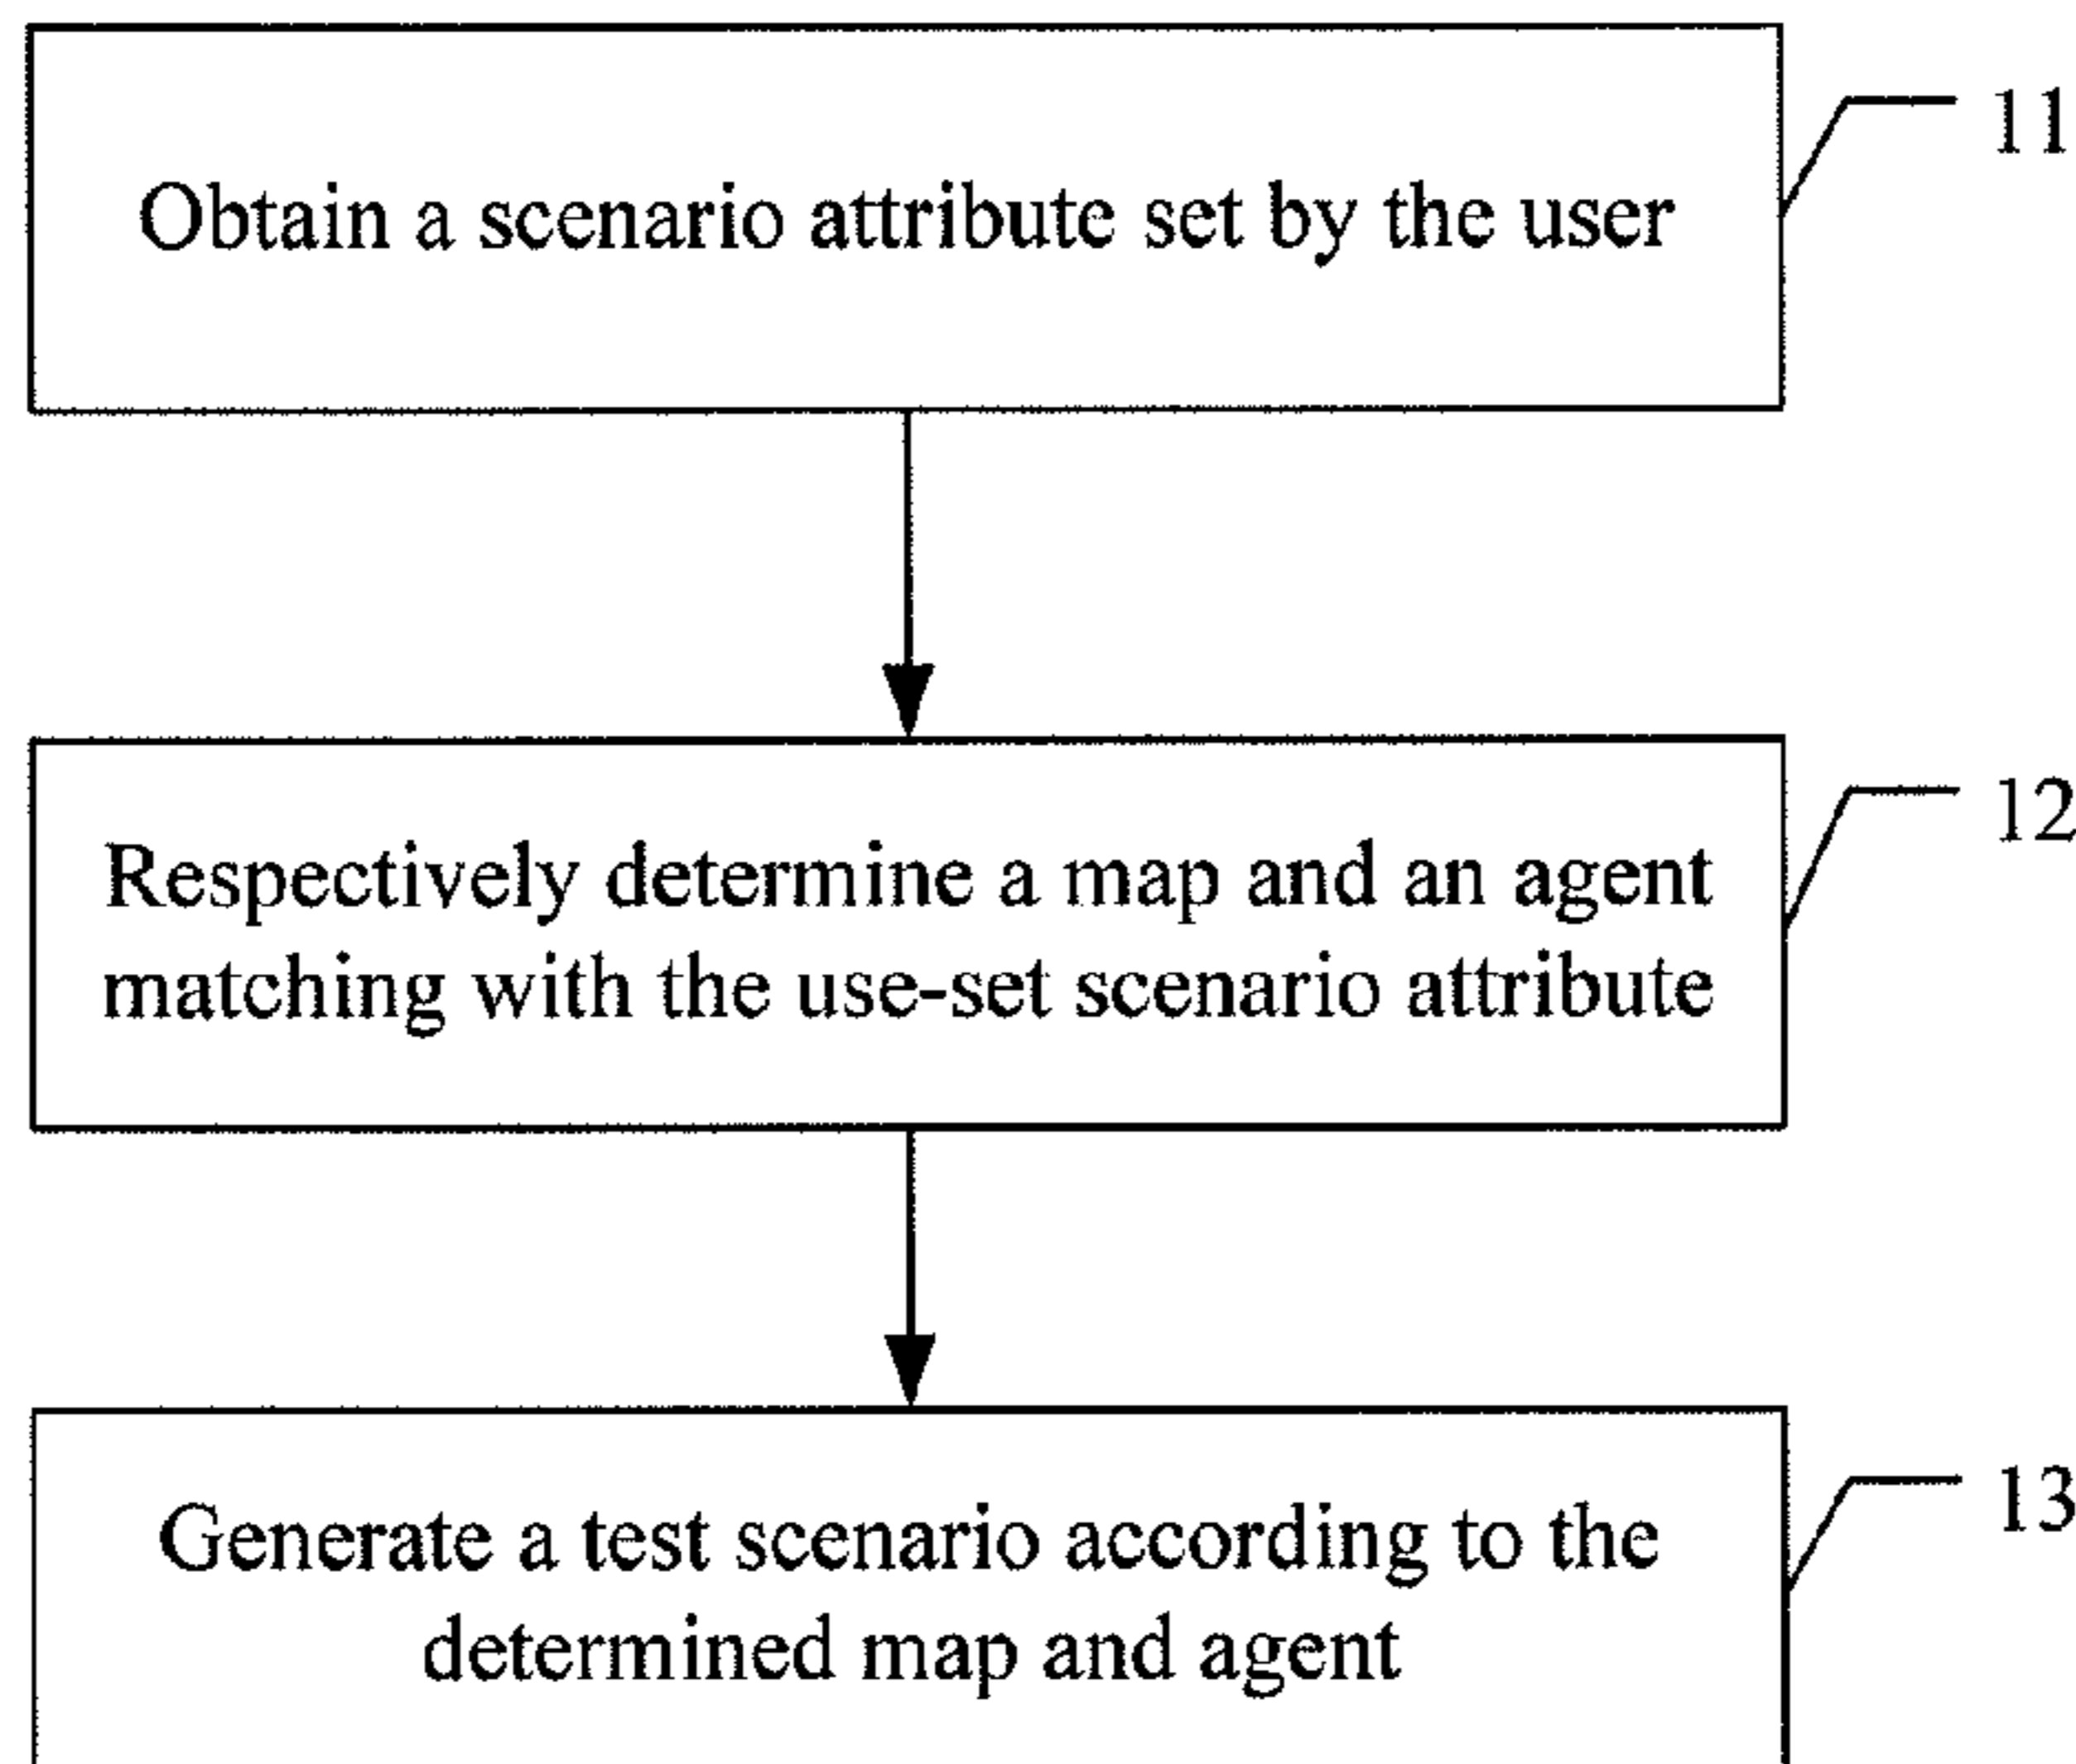 11
Obtain a scenario attribute set by the user
12
Respectively determine a map and an agent
matching with the use-set scenario attribute
13
Generate a test scenario according to the
determined map and agent